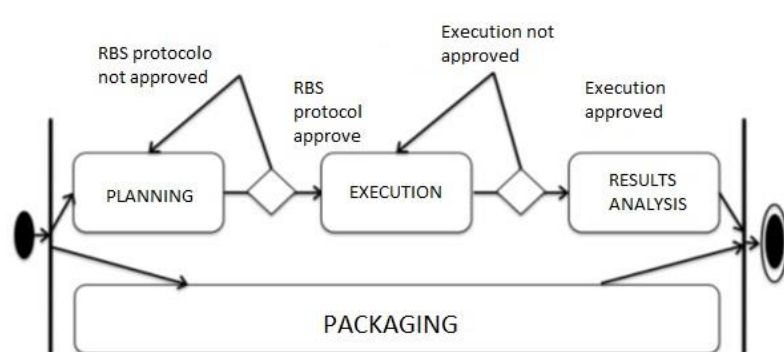 RBS protocolo
not approved
Execution not
approved
RBS
protocol
approve
Execution
approved
PLANNING
EXECUTION
RESULTS
ANALYSIS
PACKAGING